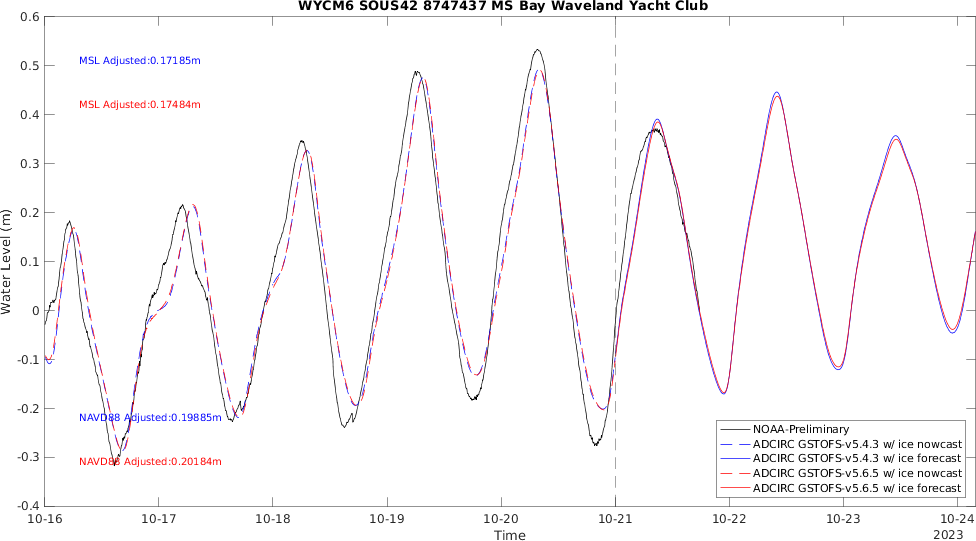 WYCM6 SOUS42 8747437 MS Bay Waveland Yacht Club
0.6
0.5
0.4
0.3
0.2
0.1
0
-0.1
-0.2
-0.3
-0.4
Water Level (m)
MSL Adjusted:0.17185m
MSL Adjusted:0.17484m
NAVD88 Adjusted:0.19885m
NAVD88 Adjusted:0.20184m
NOAA-Preliminary
ADCIRC GSTOFS-v5.4.3 w/ ice nowcast
ADCIRC GSTOFS-v5.4.3 w/ ice forecast
ADCIRC GSTOFS-v5.6.5 w/ ice nowcast
ADCIRC GSTOFS-v5.6.5 w/ ice forecast
10-16 10-17 10-18 10-19 10-20 10-21 10-22 10-23 10-24
Time
2023